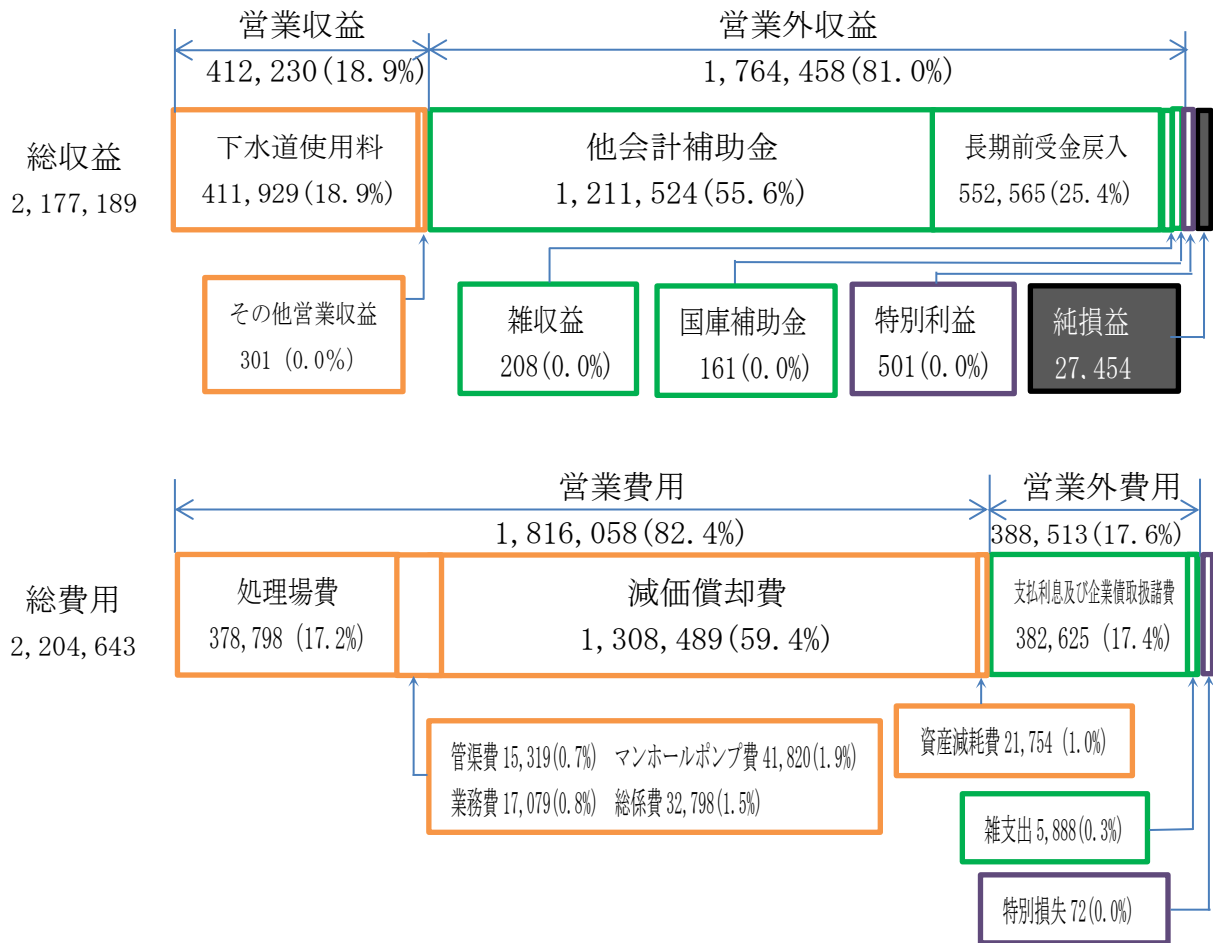 営業収益
営業外収益
412,230(18.9%)
1,764,458(81.0%)
総収益
2,177,189
下水道使用料
411,929(18.9%)
他会計補助金
1,211,524(55.6%)
長期前受金戻入
552,565(25.4%)
その他営業収益
301 (0.0%)
雑収益
208(0.0%)
国庫補助金
161(0.0%)
特別利益
501(0.0%)
純損益
27.454
営業費用
営業外費用
1,816,058(82.4%)
388,513(17.6%)
総費用
2,204,643
処理場費
378,798 (17.2%)
減価償却費
1,308,489(59.4%)
支払利息及び企業債取扱諸費
382,625 (17.4%)
管渠費 15,319(0.7%) マンホールポンプ費 41,820(1.9%)
業務費 17,079(0.8%) 総係費 32,798(1.5%)
資産減耗費 21,754 (1.0%)
雑支出 5,888(0.3%)
特別損失 72(0.0%)